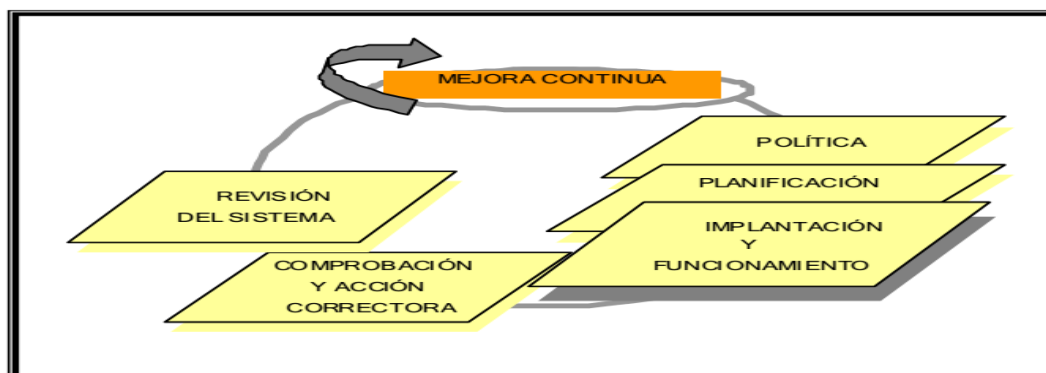 MEJORA CONTINUA
POLÍTICA
PLANIFICACIÓN
IMPLANTACIÓN
Y
FUNCIONAMIENTO
COMPROBACIÓN
Y ACCIÓN
CORRECTORA
REVISIÓN
DEL SISTEMA